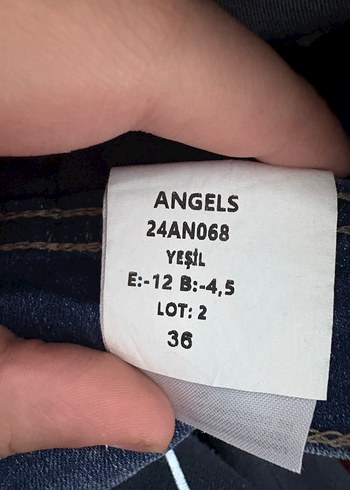 ANGELS
24AN068
YEŞİL
E:-12 B:-4,5
LOT: 2
36